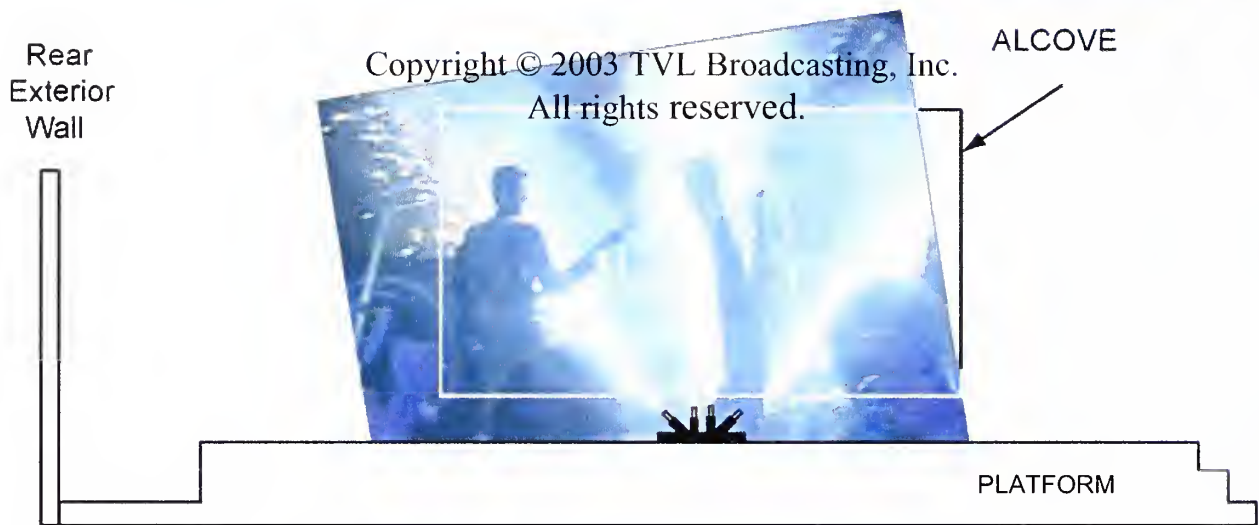 Rear
Exterior
Wall
Copyright © 2003 TVL Broadcasting, Inc.
All rights reserved.
ALCOVE
PLATFORM